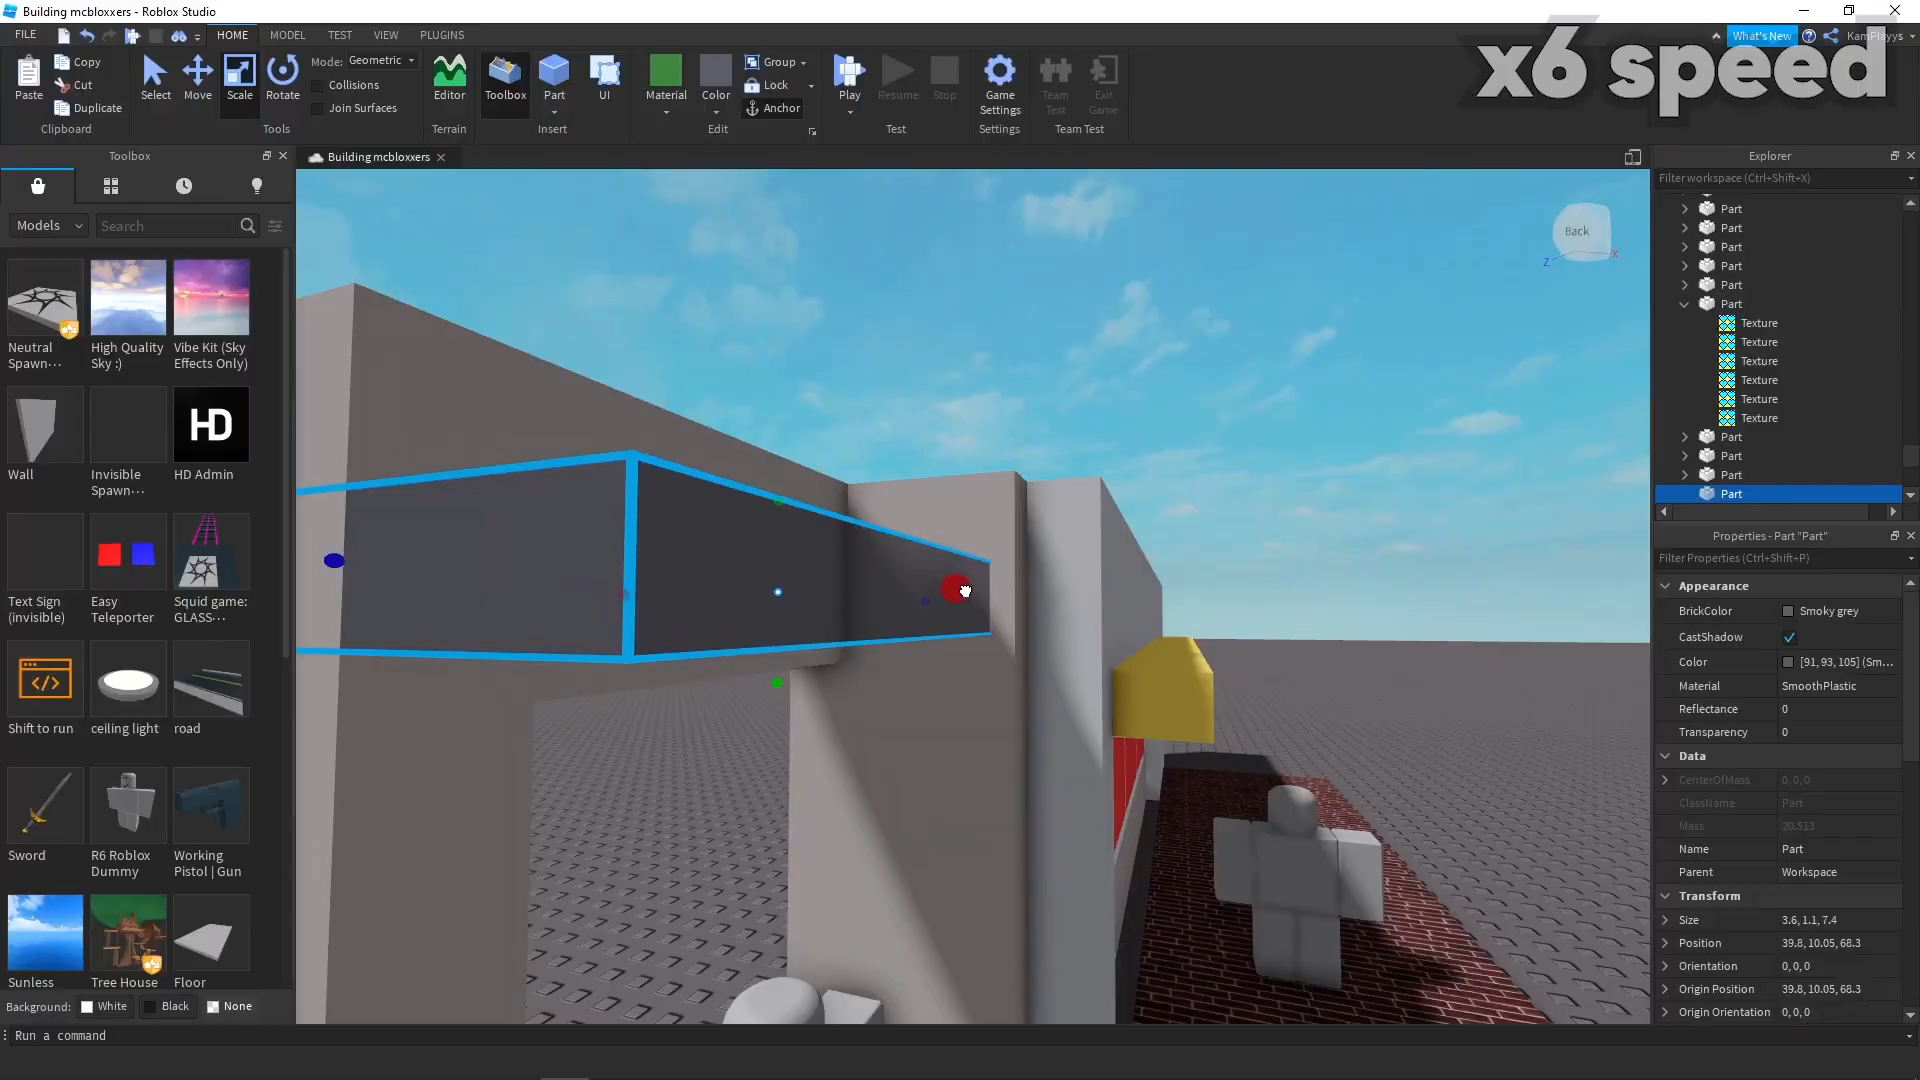 Building mcbloxxers - Roblox Studio
FILE
HOME
MODEL
TEST
VIEW
PLUGINS
What's New
KamPlayys
x6 speed
Paste
Copy
Cut
Duplicate
Clipboard
Select
Move
Scale
Rotate
Mode: Geometric
Collisions
Join Surfaces
Tools
Editor
Terrain
Toolbox
Part
UI
Insert
Material
Color
Group
Lock
Anchor
Edit
Play
Resume
Stop
Test
Game
Settings
Settings
Team
Test
Exit
Game
Team Test
Toolbox
Models
Search
Neutral
Spawn...
High Quality
Sky :)
Vibe Kit (Sky
Effects Only)
Wall
Invisible
Spawn...
HD
HD Admin
Text Sign
(invisible)
Easy
Teleporter
Squid game:
GLASS...
Shift to run
ceiling light
road
Sword
R6 Roblox
Dummy
Working
Pistol | Gun
Sunless
Tree House
Floor
Background: White Black None
Run a command
Building mcbloxxers
Back
Z
X
Explorer
Filter workspace (Ctrl+Shift+X)
Part
Part
Part
Part
Part
Part
Texture
Texture
Texture
Texture
Texture
Texture
Part
Part
Part
Part
Properties - Part "Part"
Filter Properties (Ctrl+Shift+P)
Appearance
BrickColor Smoky grey
CastShadow
Color [91, 93, 105] (Sm...
Material SmoothPlastic
Reflectance 0
Transparency 0
Data
CenterOfMass 0, 0, 0
ClassName Part
Mass 20.513
Name Part
Parent Workspace
Transform
Size 3.6, 1.1, 7.4
Position 39.8, 10.05, 68.3
Orientation 0, 0, 0
Origin Position 39.8, 10.05, 68.3
Origin Orientation 0, 0, 0